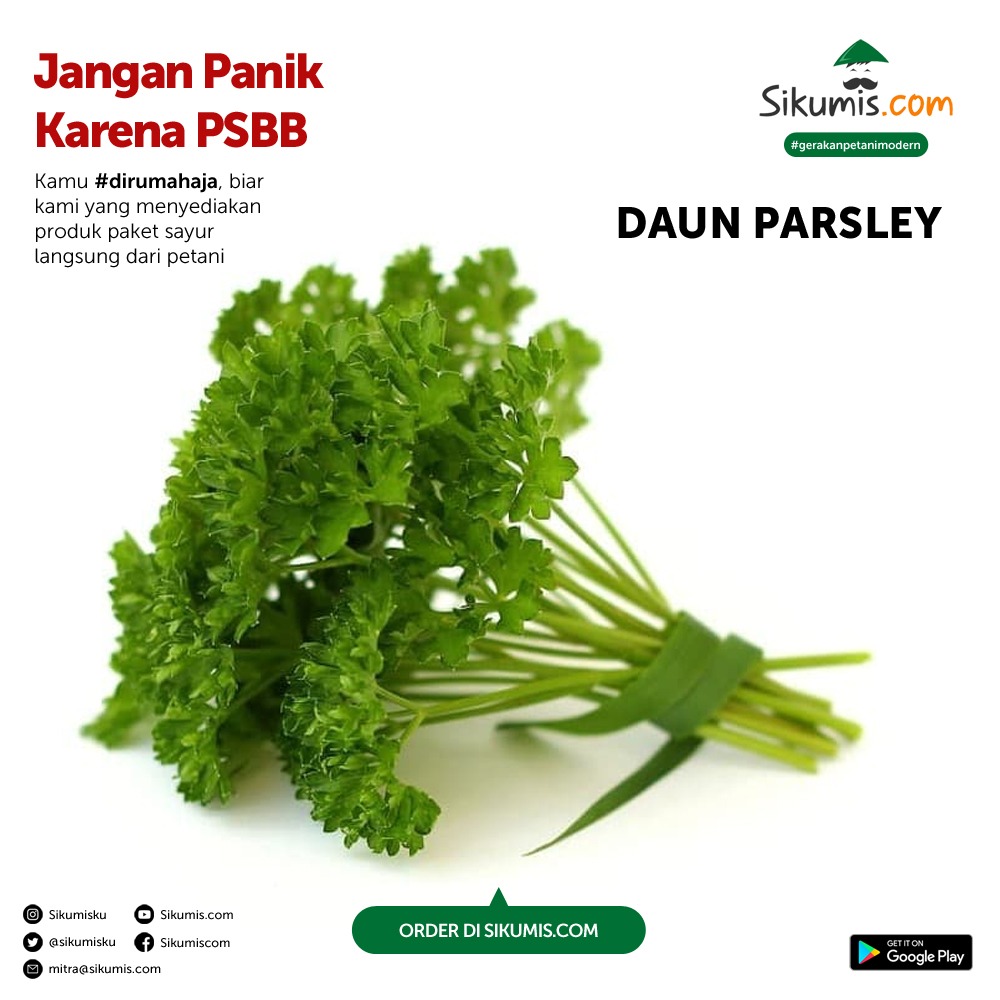 Jangan Panik
Karena PSBB
Kamu #dirumahaja, biar
kami yang menyediakan
produk paket sayur
langsung dari petani
Sikumis.com
#gerakanpetanimodern
DAUN PARSLEY
Sikumisku
Sikumis.com
@sikumisku
Sikumiscom
mitra@sikumis.com
ORDER DI SIKUMIS.COM
GET IT ON
Google Play